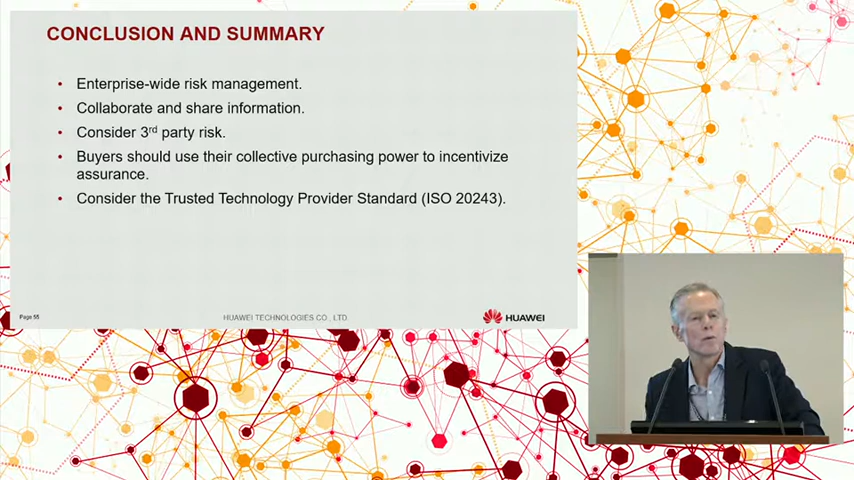 CONCLUSION AND SUMMARY
• Enterprise-wide risk management.
• Collaborate and share information.
• Consider 3rd party risk.
• Buyers should use their collective purchasing power to incentivize
assurance.
• Consider the Trusted Technology Provider Standard (ISO 20243).
Page 55
HUAWEI TECHNOLOGIES CO., LTD.
HUAWEI